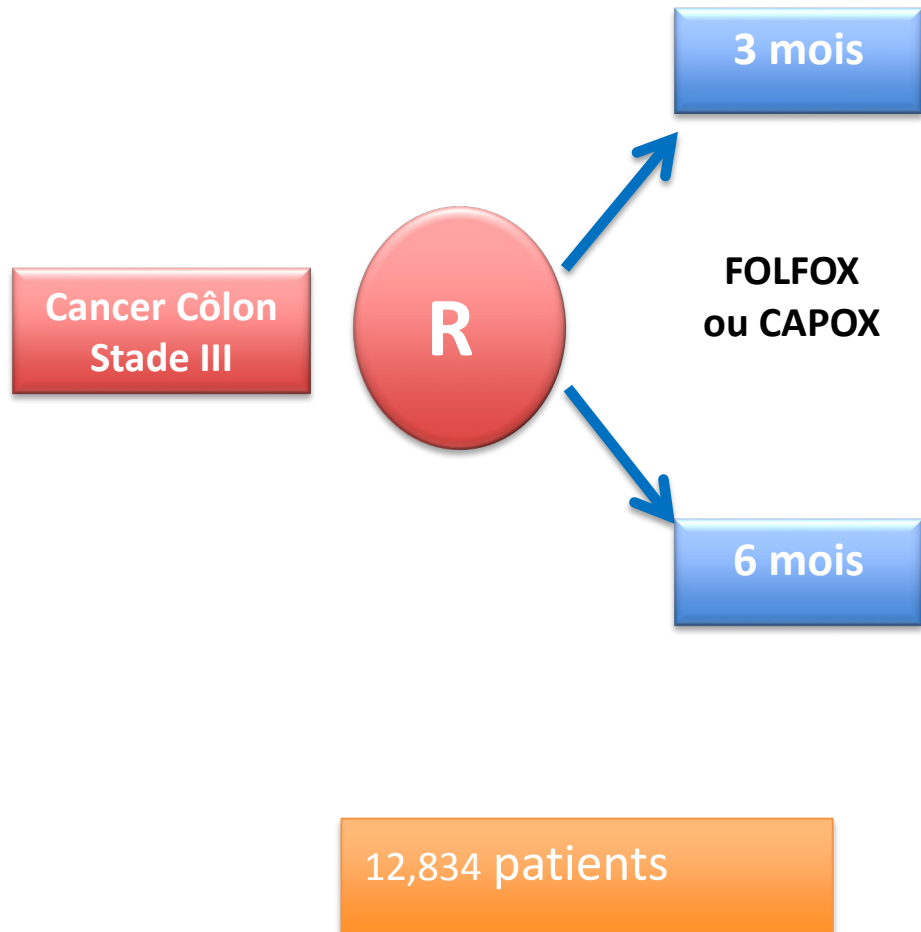 3 mois
Cancer Côlon
Stade III
R
FOLFOX
ou CAPOX
6 mois
12,834 patients